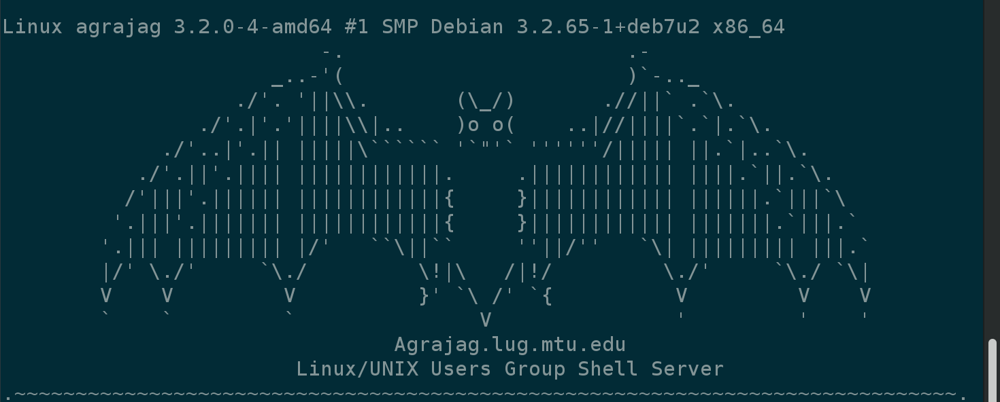 Linux agrajag 3.2.0-4-amd64 #1 SMP Debian 3.2.65-1+deb7u2 x86_64
Agrajag.lug.mtu.edu
Linux/UNIX Users Group Shell Server